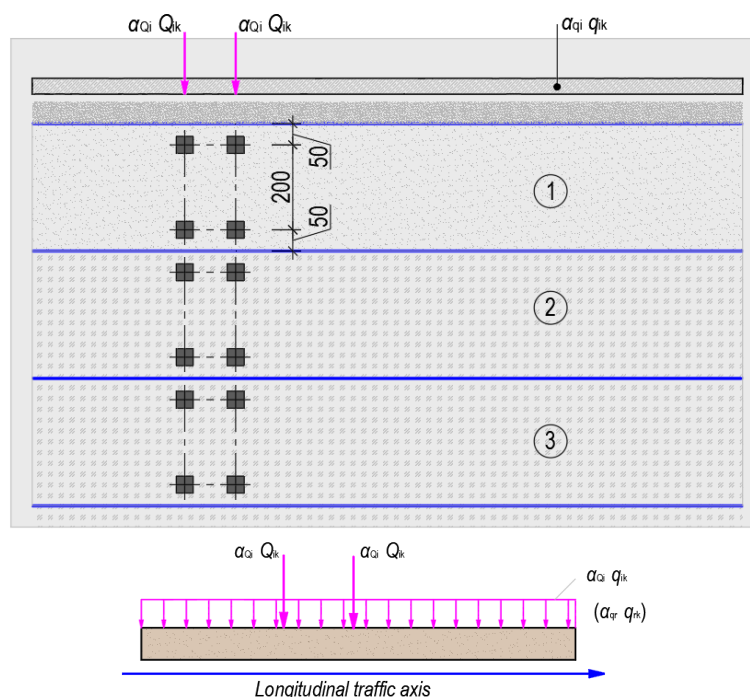 αQi Qik αQi Qik αqi qik
50
200
50
1
2
3
αQi Qik αQi Qik
αQi qik
(αqr qrk)
Longitudinal traffic axis